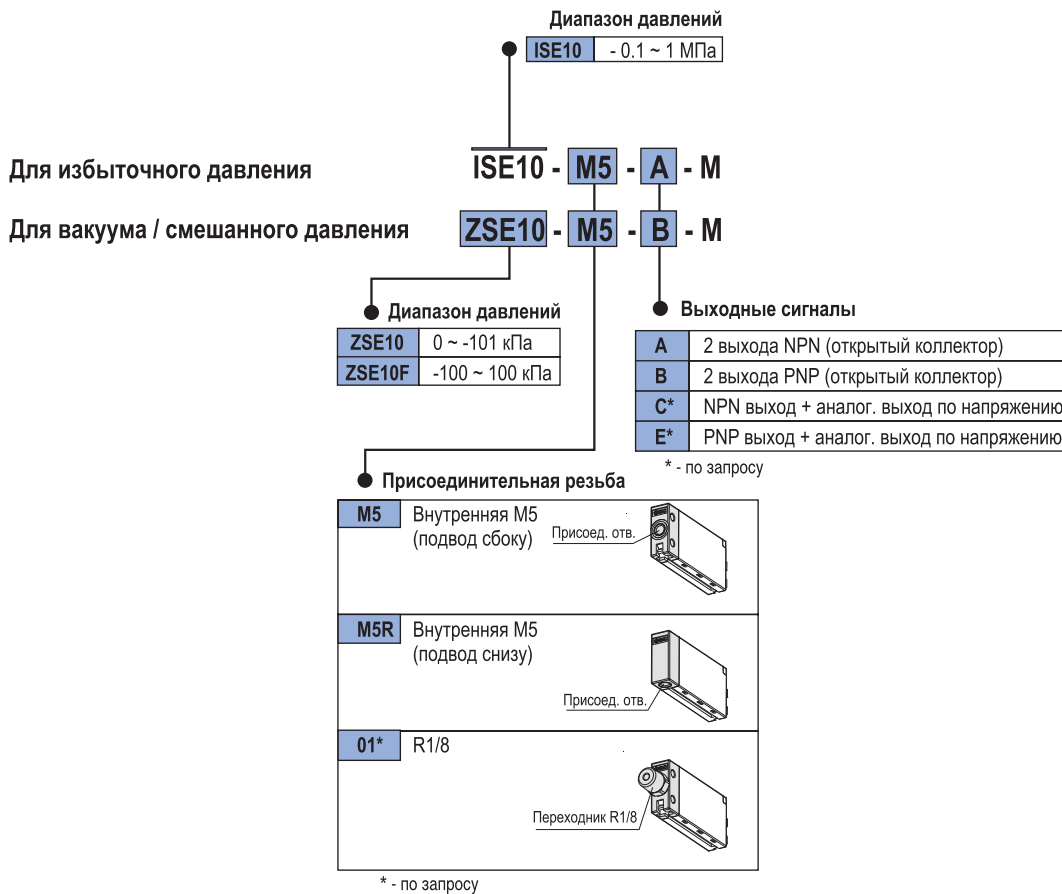 Диапазон давлений
ISE10 - 0.1 ~ 1 МПа
Для избыточного давления ISE10 - M5 - A - M
Для вакуума / смешанного давления ZSE10 - M5 - B - M
Диапазон давлений
ZSE10 0 ~ -101 кПа
ZSE10F -100 ~ 100 кПа
Выходные сигналы
A 2 выхода NPN (открытый коллектор)
B 2 выхода PNP (открытый коллектор)
C* NPN выход + аналог. выход по напряжению
E* PNP выход + аналог. выход по напряжению
* - по запросу
Присоединительная резьба
M5 Внутренняя М5
(подвод сбоку)
Присоед. отв.
M5R Внутренняя М5
(подвод снизу)
Присоед. отв.
01* R1/8
Переходник R1/8
* - по запросу